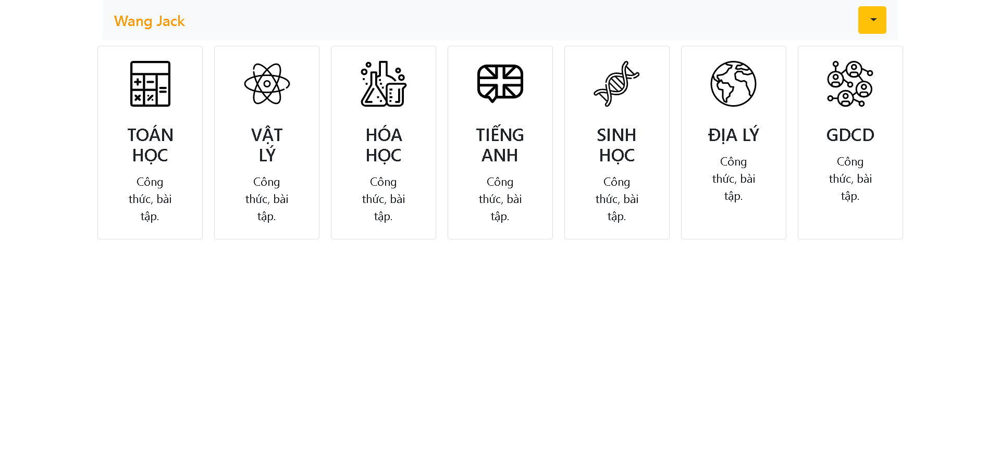 Wang Jack
TOÁN
HỌC
Công
thức, bài
tập.
VẬT
LÝ
Công
thức, bài
tập.
HÓA
HỌC
Công
thức, bài
tập.
TIẾNG
ANH
Công
thức, bài
tập.
SINH
HỌC
Công
thức, bài
tập.
ĐỊA LÝ
Công
thức, bài
tập.
GDCD
Công
thức, bài
tập.